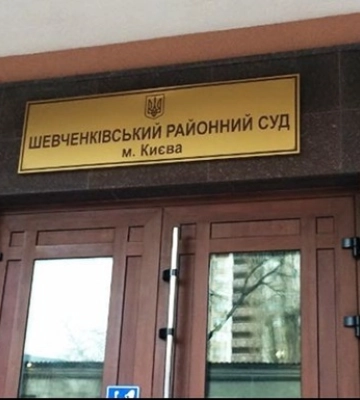 ШЕВЧЕНКІВСЬКИЙ РАЙОННИЙ СУД
м. Києва